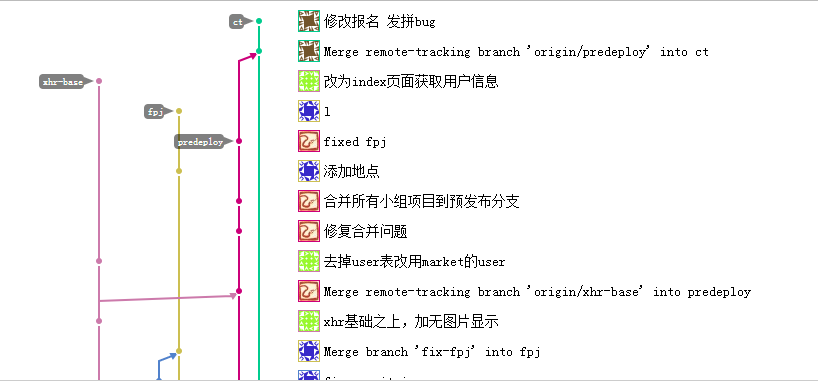 ct
修改报名 发拼bug
Merge remote-tracking branch 'origin/predeploy' into ct
xhr-base
改为index页面获取用户信息
fpj
l
predeploy
fixed fpj
添加地点
合并所有小组项目到预发布分支
修复合并问题
去掉user表改用market的user
Merge remote-tracking branch 'origin/xhr-base' into predeploy
xhr基础之上，加无图片显示
Merge branch 'fix-fpj' into fpj